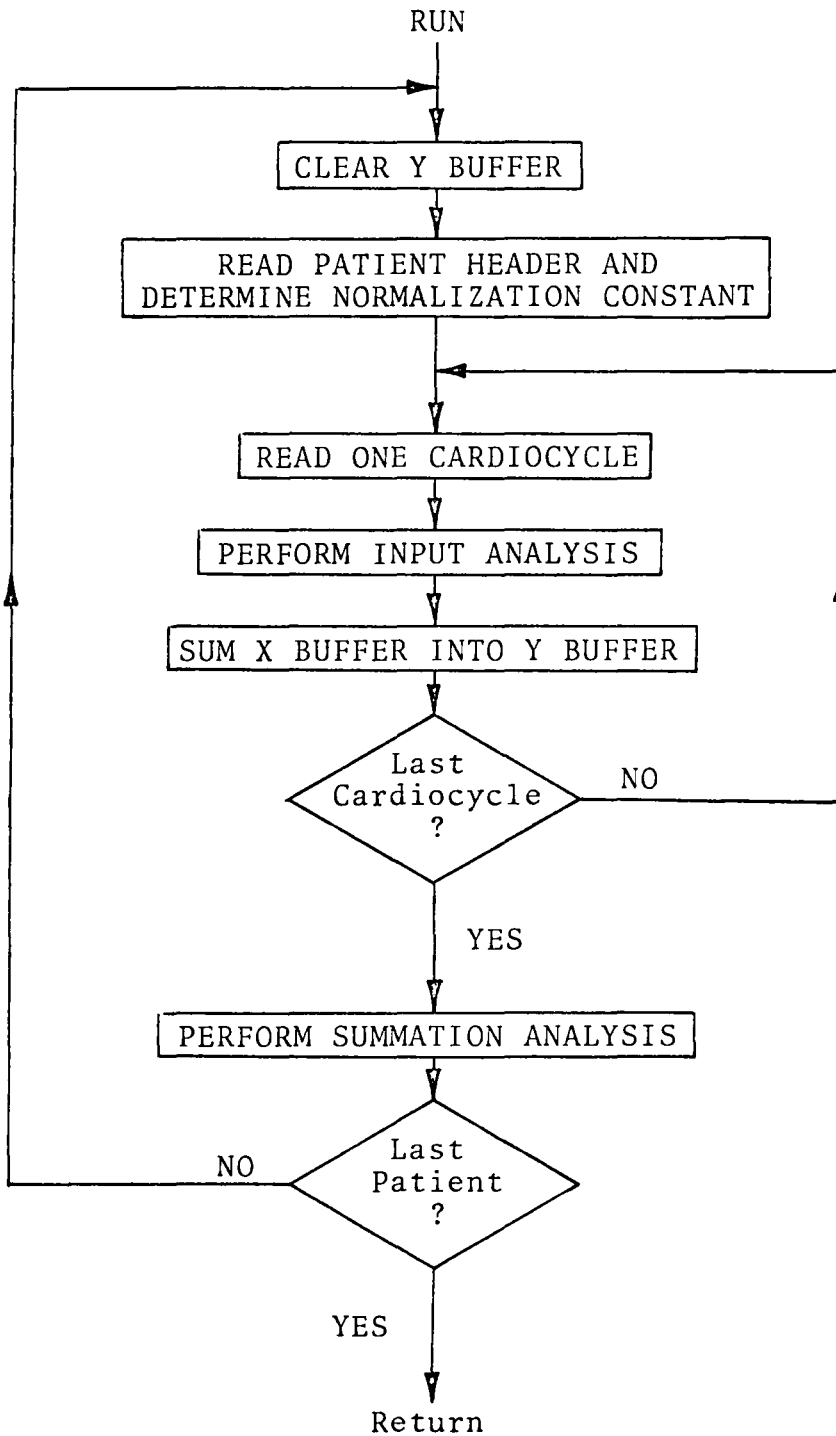 RUN
CLEAR Y BUFFER
READ PATIENT HEADER AND
DETERMINE NORMALIZATION CONSTANT
READ ONE CARDIOCYCLE
PERFORM INPUT ANALYSIS
SUM X BUFFER INTO Y BUFFER
Last
Cardiocycle
?
NO
YES
PERFORM SUMMATION ANALYSIS
Last
Patient
?
NO
YES
Return